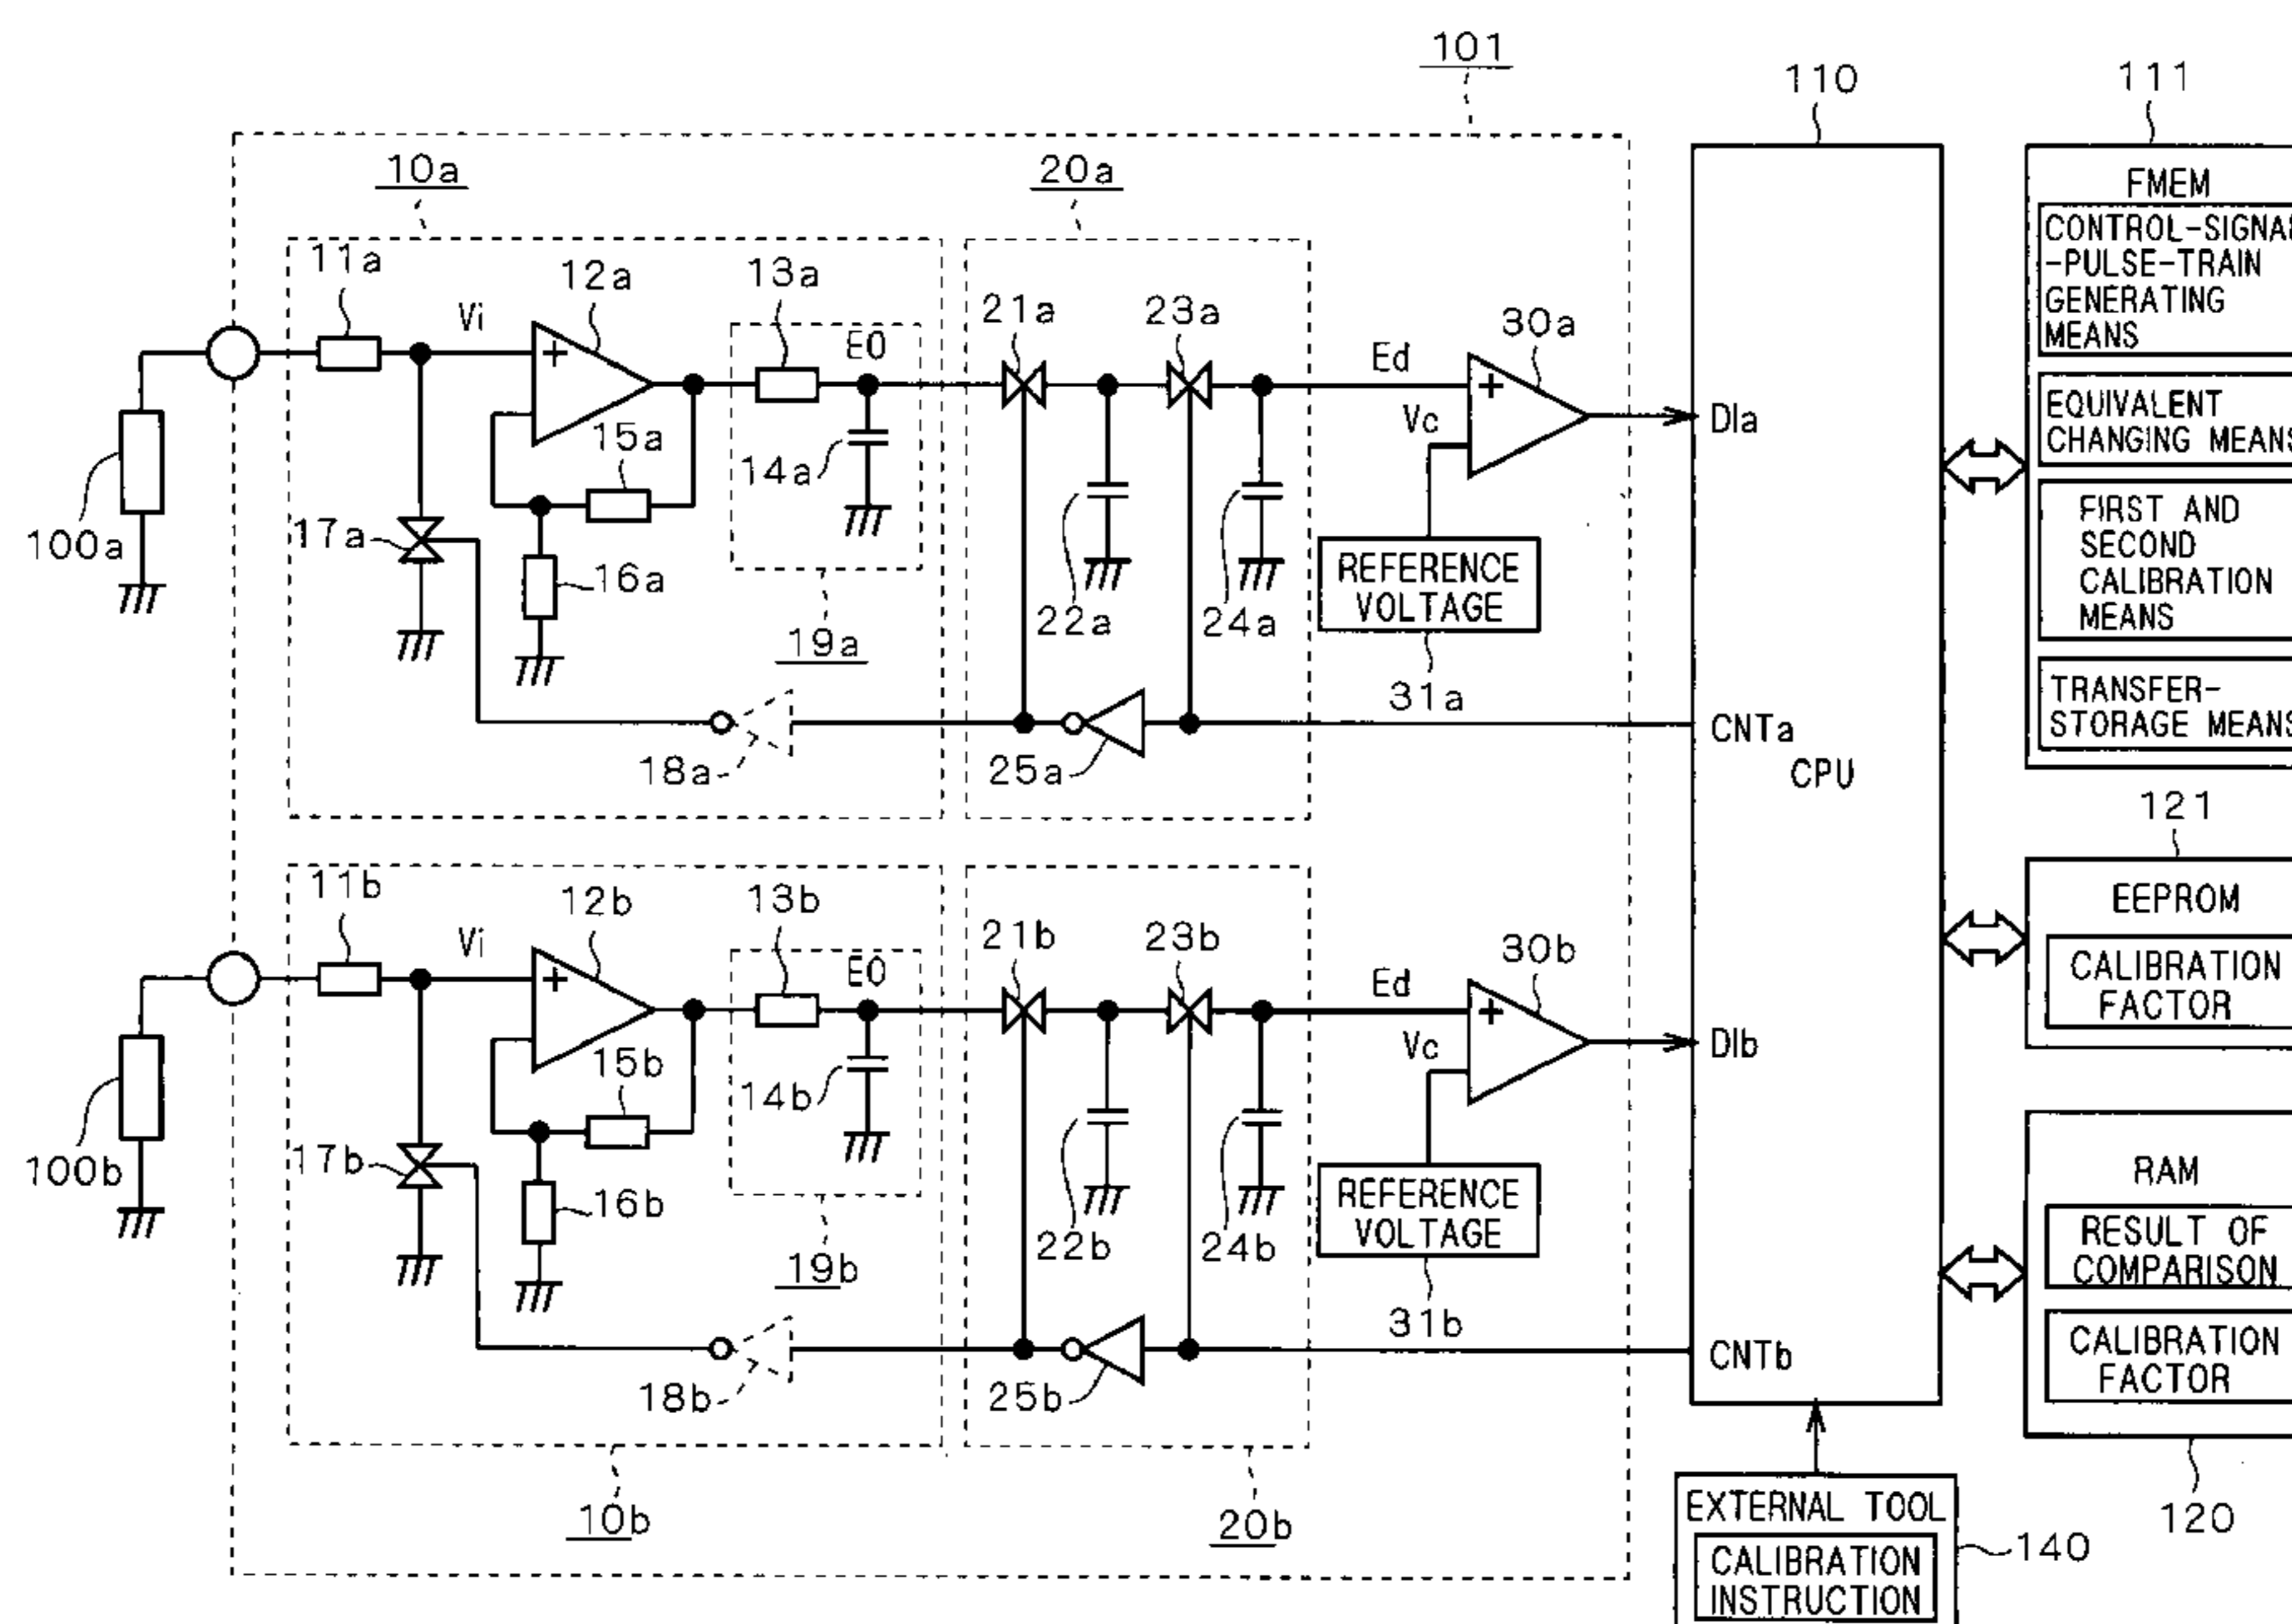 101
110
111
10a
20a
FMEM
CONTROL-SIGNAL
-PULSE-TRAIN
GENERATING
MEANS
11a
12a
13a
21a
23a
30a
Vi
+
E0
Ed
+
15a
Vc
DIa
EQUIVALENT
CHANGING MEANS
14a
100a
17a
16a
22a
24a
REFERENCE
VOLTAGE
FIRST AND
SECOND
CALIBRATION
MEANS
19a
31a
TRANSFER-
STORAGE MEANS
18a
25a
CNTa
CPU
121
11b
12b
13b
21b
23b
30b
EEPROM
Vi
+
E0
Ed
+
CALIBRATION
FACTOR
15b
Vc
DIb
14b
100b
17b
16b
22b
24b
REFERENCE
VOLTAGE
RAM
RESULT OF
COMPARISON
19b
31b
CALIBRATION
FACTOR
18b
25b
CNTb
10b
20b
EXTERNAL TOOL
120
CALIBRATION
INSTRUCTION
140